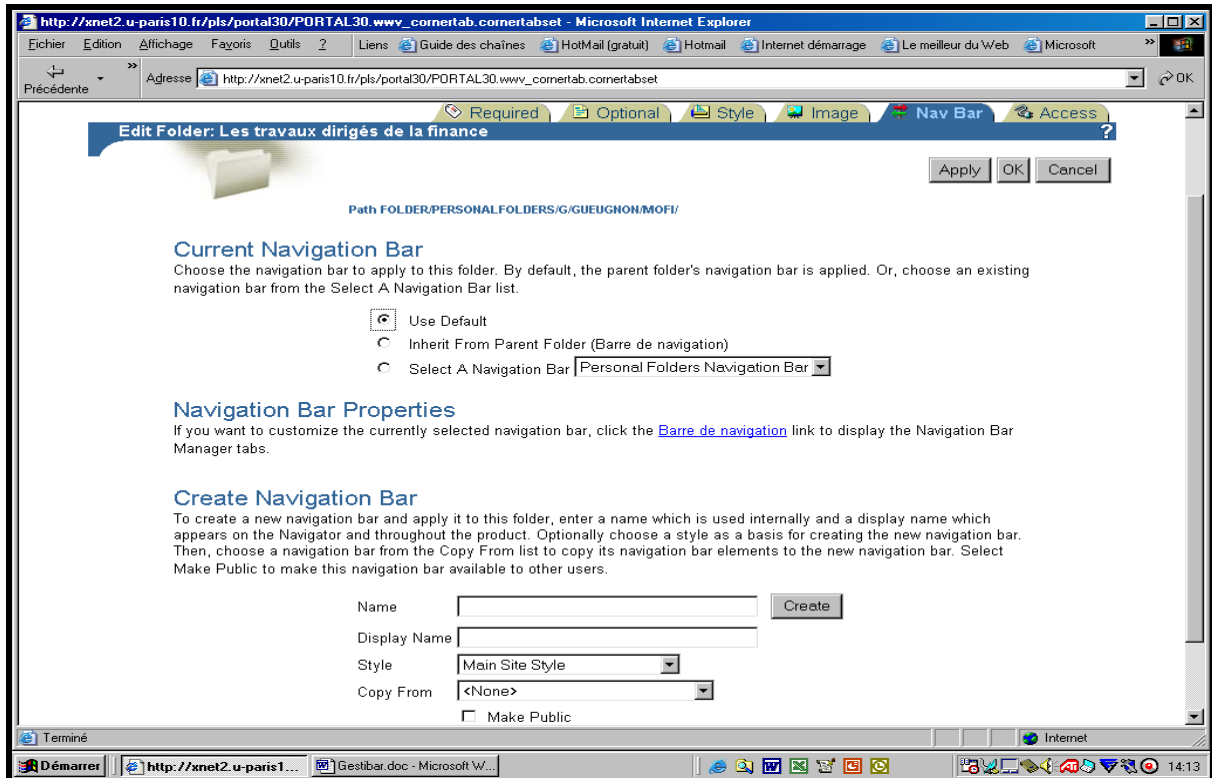 http://xnet2.u-paris10.fr/pls/portal30/PORTAL30.wwv_cornertab.cornertabset - Microsoft Internet Explorer
Fichier Edition Affichage Favoris Outils ? Liens Guide des chaînes HotMail (gratuit) Hotmail Internet démarrage Le meilleur du Web Microsoft »
Précédente » Adresse http://xnet2.u-paris10.fr/pls/portal30/PORTAL30.wwv_cornertab.cornertabset OK
Required Optional Style Image Nav Bar Access
Edit Folder: Les travaux dirigés de la finance ?
Apply OK Cancel
Path FOLDER/PERSONALFOLDERS/G/GUEUGNON/MOFI/
Current Navigation Bar
Choose the navigation bar to apply to this folder. By default, the parent folder's navigation bar is applied. Or, choose an existing
navigation bar from the Select A Navigation Bar list.
Use Default
Inherit From Parent Folder (Barre de navigation)
Select A Navigation Bar Personal Folders Navigation Bar
Navigation Bar Properties
If you want to customize the currently selected navigation bar, click the Barre de navigation link to display the Navigation Bar
Manager tabs.
Create Navigation Bar
To create a new navigation bar and apply it to this folder, enter a name which is used internally and a display name which
appears on the Navigator and throughout the product. Optionally choose a style as a basis for creating the new navigation bar.
Then, choose a navigation bar from the Copy From list to copy its navigation bar elements to the new navigation bar. Select
Make Public to make this navigation bar available to other users.
Name Create
Display Name
Style Main Site Style
Copy From <None>
Make Public
Terminé Internet
Démarrer http://xnet2.u-paris1... Gestibar.doc - Microsoft W... 14:13